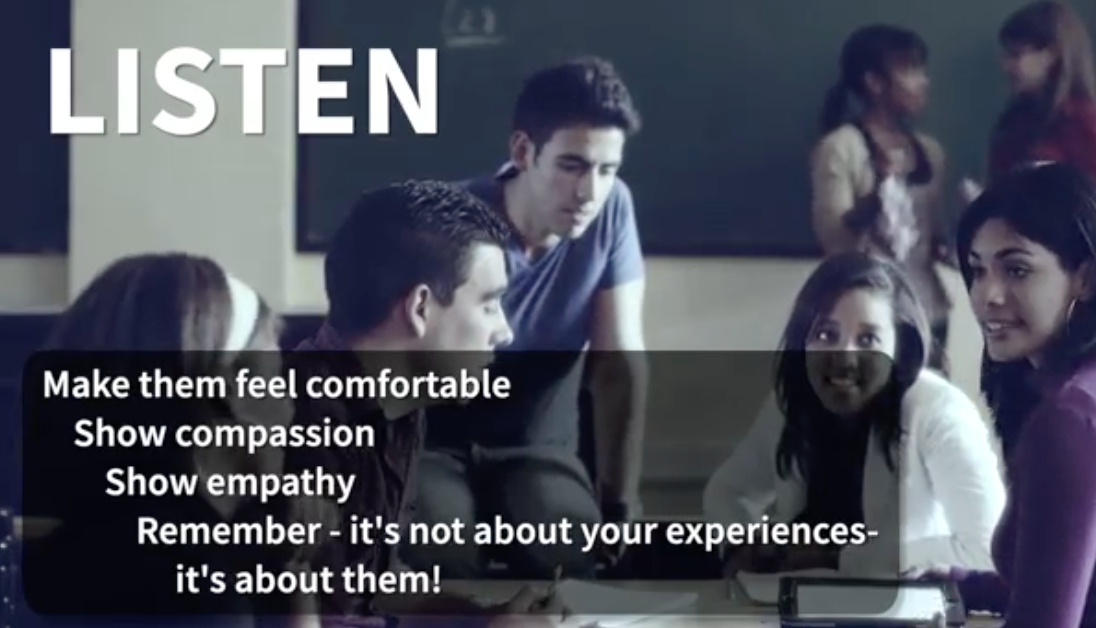 LISTEN
Make them feel comfortable
Show compassion
Show empathy
Remember - it's not about your experiences-
it's about them!